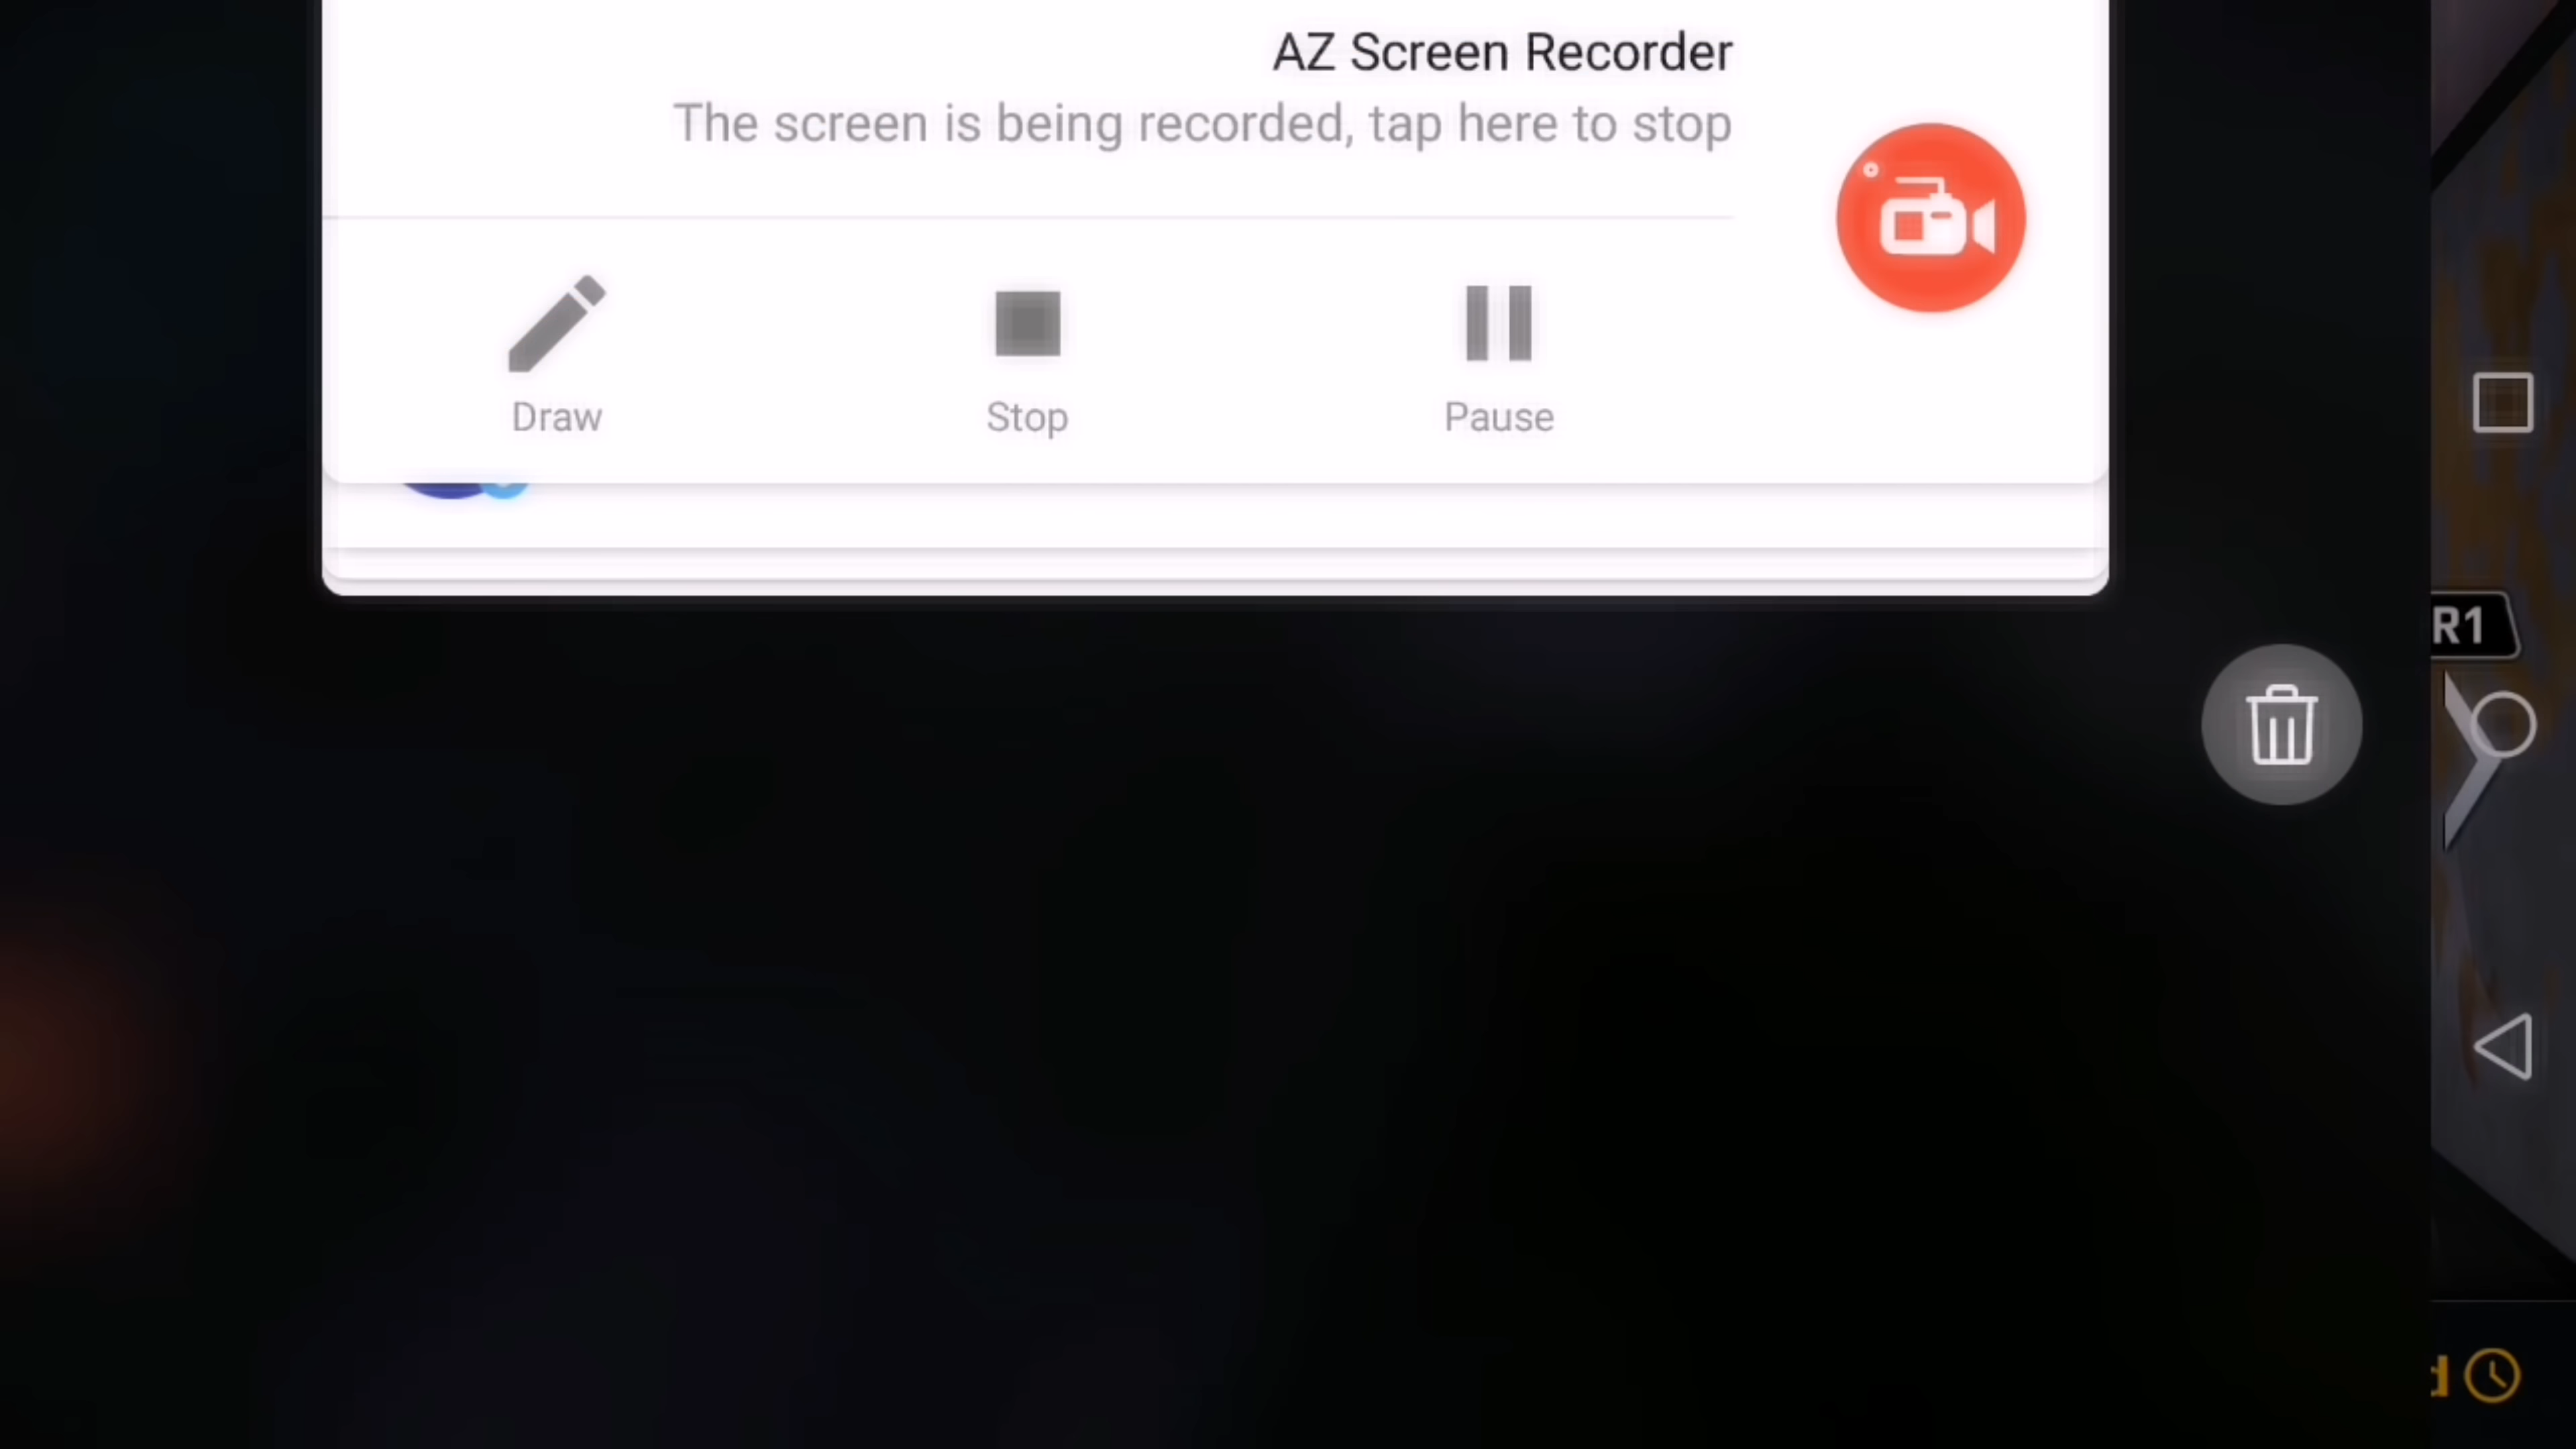 AZ Screen Recorder
The screen is being recorded, tap here to stop
Draw
Stop
Pause
R1
d